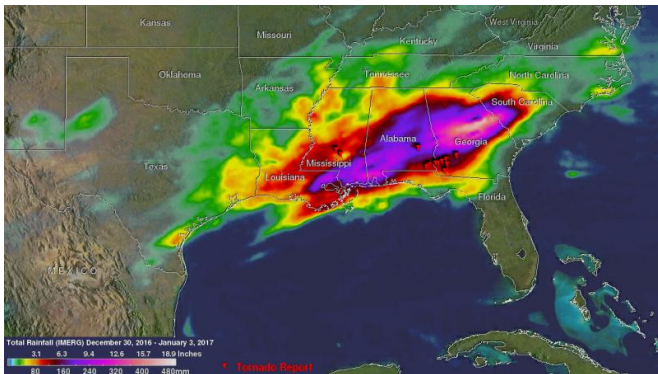 Kansas
Missouri
West Virginia
Kentucky
Virginia
Oklahoma
Arkansas
Tennessee
North Carolina
South Carolina
Alabama
Georgia
Texas
Mississippi
Louisiana
Florida
MEXICO
Total Rainfall (IMERG) December 30, 2016 - January 3, 2017
3.1 6.3 9.4 12.6 15.7 18.9 Inches
80 160 240 320 400 480mm
Tornado Report